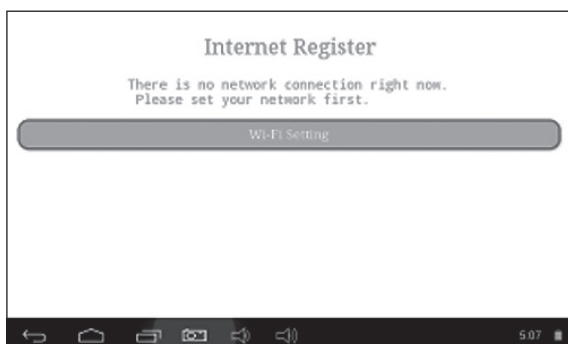 Internet Register
There is no network connection right now.
Please set your network first.
Wi-Fi Setting
5:07